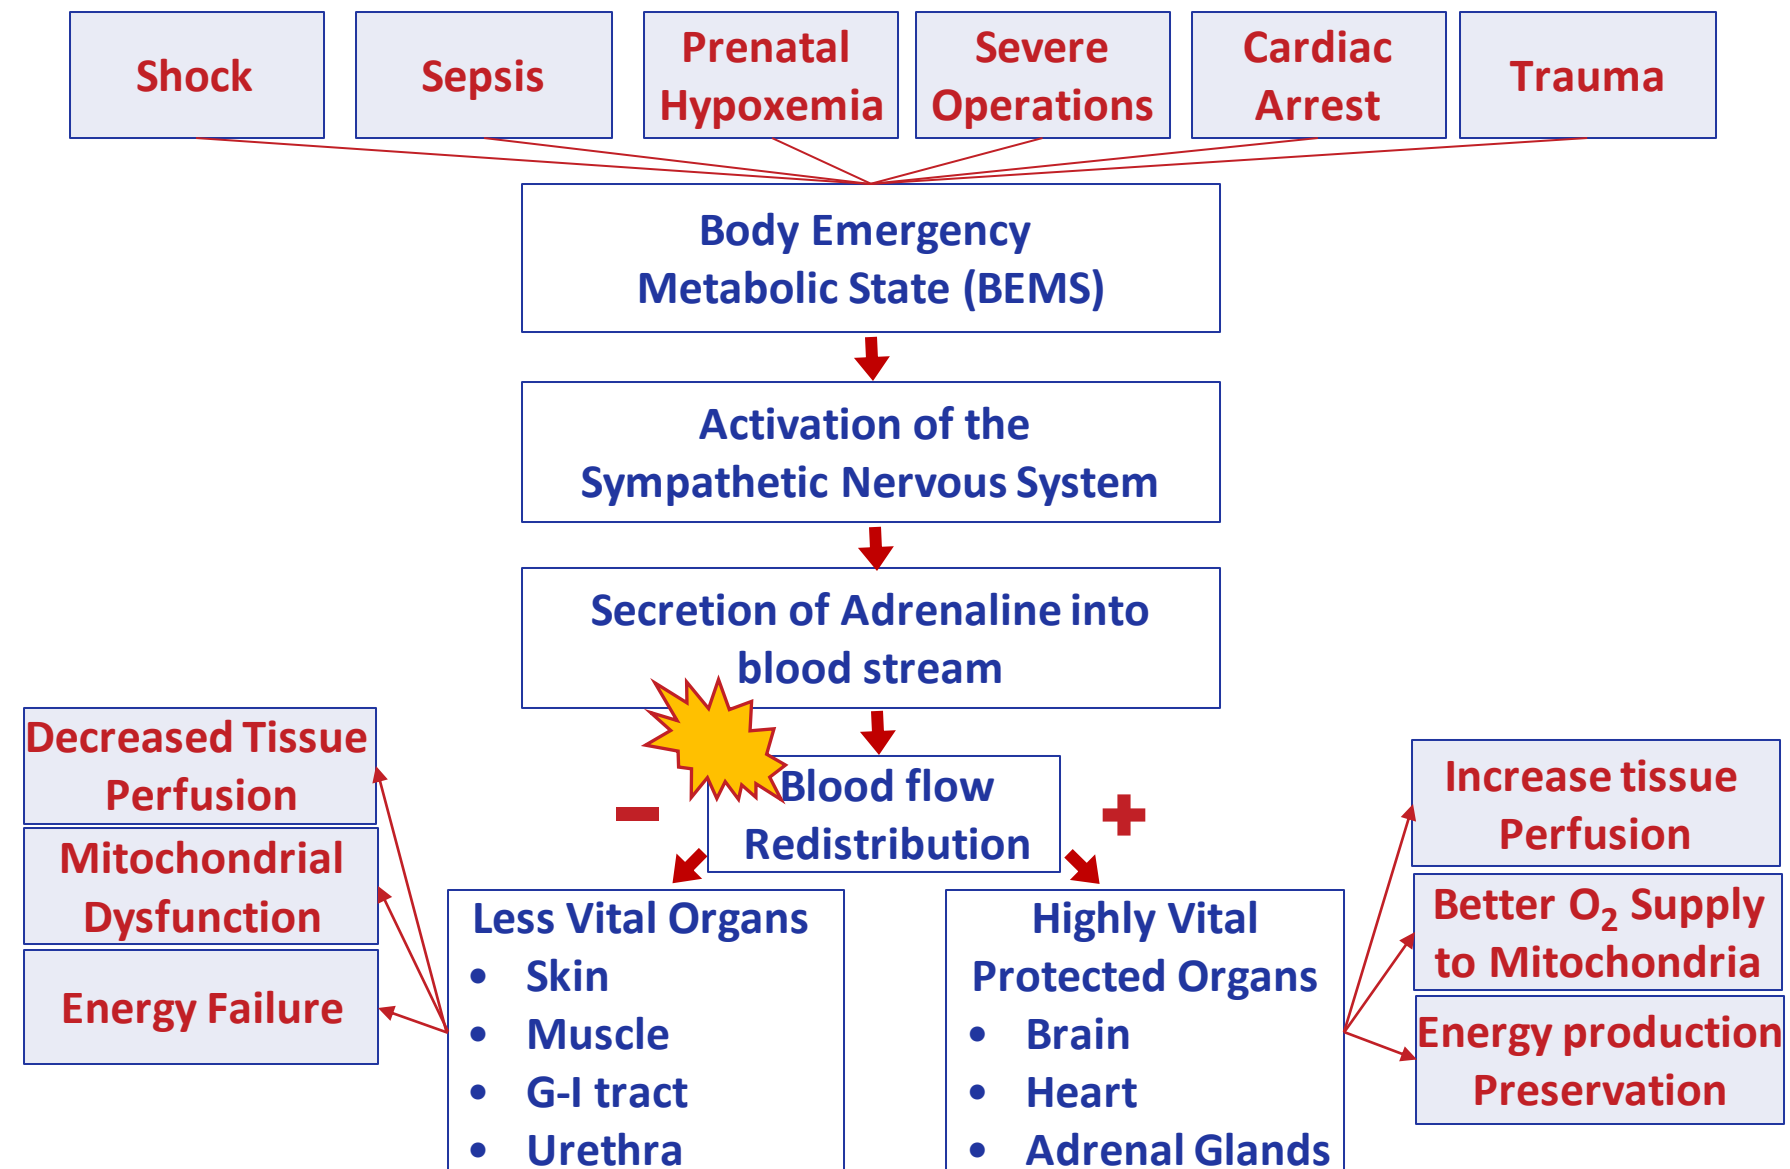 Shock
Sepsis
Prenatal
Hypoxemia
Severe
Operations
Cardiac
Arrest
Trauma
Body Emergency
Metabolic State (BEMS)
Activation of the
Sympathetic Nervous System
Secretion of Adrenaline into
blood stream
Blood flow
Redistribution
Decreased Tissue
Perfusion
Mitochondrial
Dysfunction
Energy Failure
Less Vital Organs
• Skin
• Muscle
• G-I tract
• Urethra
Highly Vital
Protected Organs
• Brain
• Heart
• Adrenal Glands
Increase tissue
Perfusion
Better O₂ Supply
to Mitochondria
Energy production
Preservation